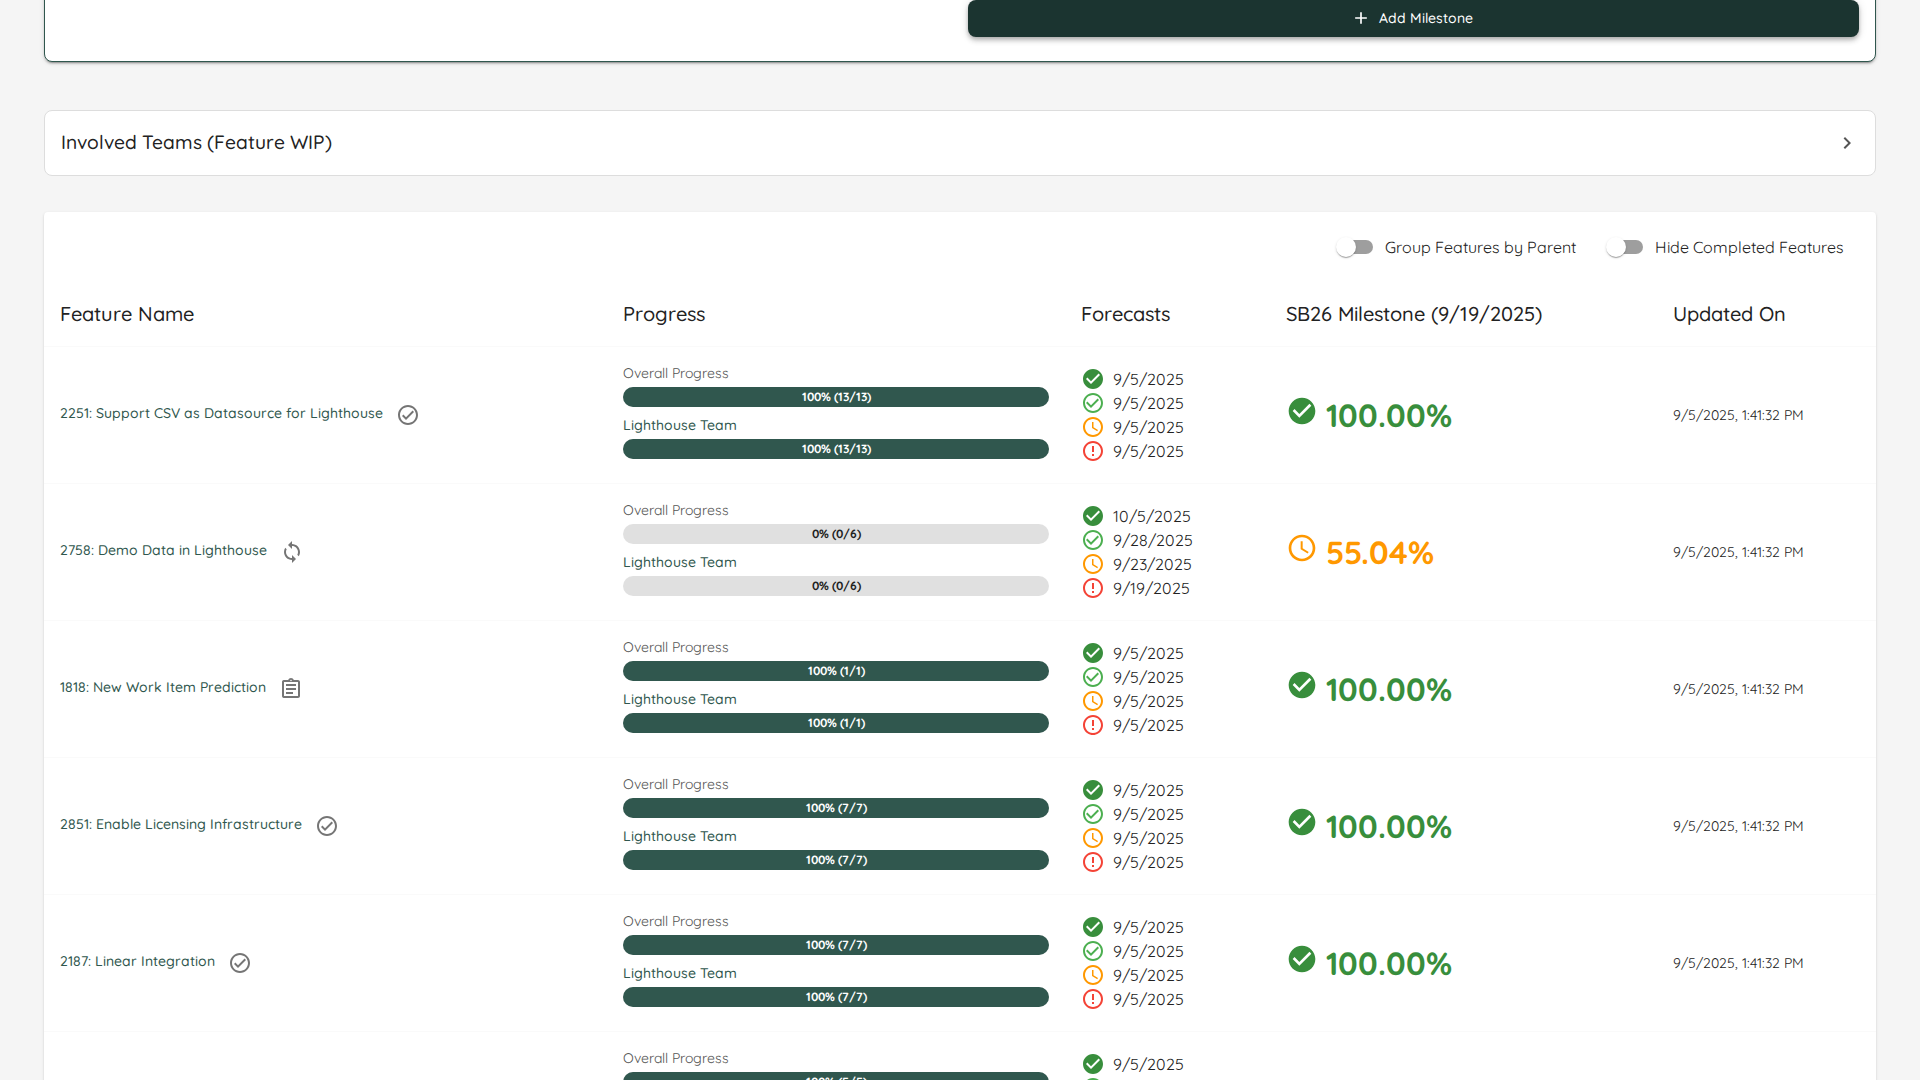 Add Milestone
Involved Teams (Feature WIP)
Group Features by Parent Hide Completed Features
Feature Name Progress Forecasts SB26 Milestone (9/19/2025) Updated On
Overall Progress
100% (13/13)
Lighthouse Team
100% (13/13)
2251: Support CSV as Datasource for Lighthouse
9/5/2025
9/5/2025
9/5/2025
9/5/2025
100.00%
9/5/2025, 1:41:32 PM
Overall Progress
0% (0/6)
Lighthouse Team
0% (0/6)
2758: Demo Data in Lighthouse
10/5/2025
9/28/2025
9/23/2025
9/19/2025
55.04%
9/5/2025, 1:41:32 PM
Overall Progress
100% (1/1)
Lighthouse Team
100% (1/1)
1818: New Work Item Prediction
9/5/2025
9/5/2025
9/5/2025
9/5/2025
100.00%
9/5/2025, 1:41:32 PM
Overall Progress
100% (7/7)
Lighthouse Team
100% (7/7)
2851: Enable Licensing Infrastructure
9/5/2025
9/5/2025
9/5/2025
9/5/2025
100.00%
9/5/2025, 1:41:32 PM
Overall Progress
100% (7/7)
Lighthouse Team
100% (7/7)
2187: Linear Integration
9/5/2025
9/5/2025
9/5/2025
9/5/2025
100.00%
9/5/2025, 1:41:32 PM
Overall Progress
9/5/2025